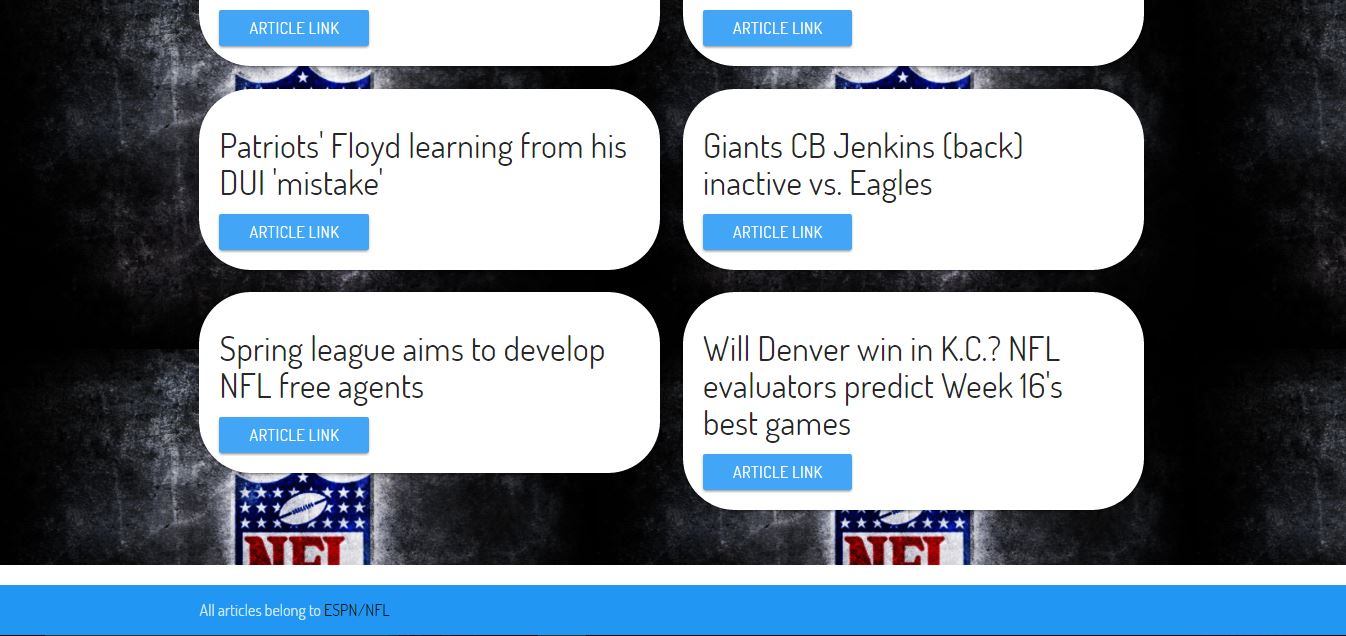 ARTICLE LINK
ARTICLE LINK
Patriots' Floyd learning from his
DUI 'mistake'
ARTICLE LINK
Giants CB Jenkins (back)
inactive vs. Eagles
ARTICLE LINK
Spring league aims to develop
NFL free agents
ARTICLE LINK
Will Denver win in K.C.? NFL
evaluators predict Week 16's
best games
ARTICLE LINK
NFL
NFL
All articles belong to ESPN/NFL